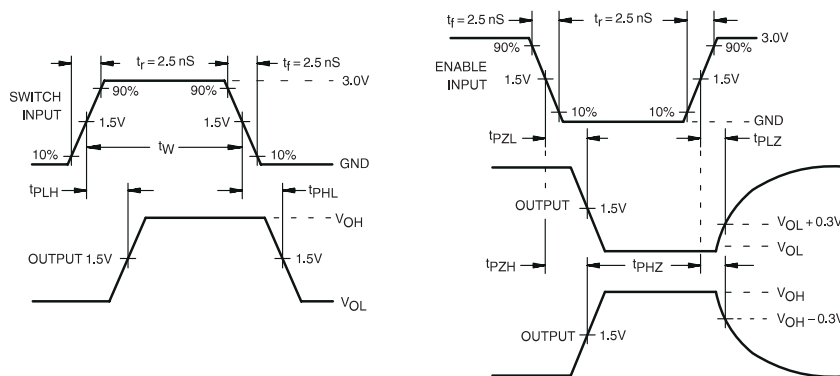 tr = 2.5 nS
tf = 2.5 nS
3.0V
SWITCH
INPUT
90%
90%
1.5V
1.5V
tW
10%
10%
GND
tPLH
tPHL
VOH
OUTPUT
1.5V
1.5V
VOL
tf = 2.5 nS
tr = 2.5 nS
3.0V
90%
90%
ENABLE
INPUT
1.5V
1.5V
10%
10%
GND
tPZL
tPLZ
OUTPUT
1.5V
VOL + 0.3V
VOL
tPZH
tPHZ
VOH
VOH – 0.3V
OUTPUT
1.5V